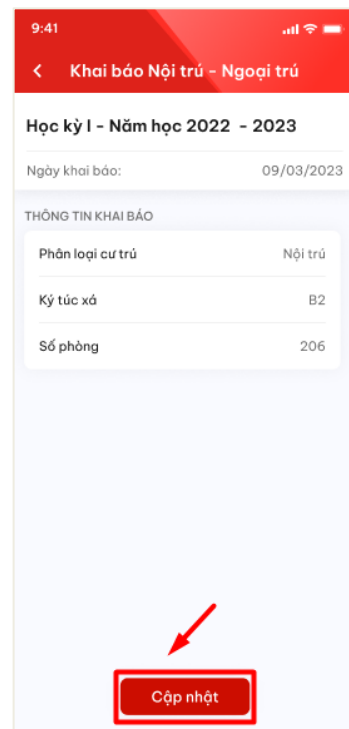 9:41
Khai báo Nội trú - Ngoại trú
Học kỳ I - Năm học 2022 - 2023
Ngày khai báo: 09/03/2023
THÔNG TIN KHAI BÁO
Phân loại cư trú Nội trú
Ký túc xá B2
Số phòng 206
Cập nhật